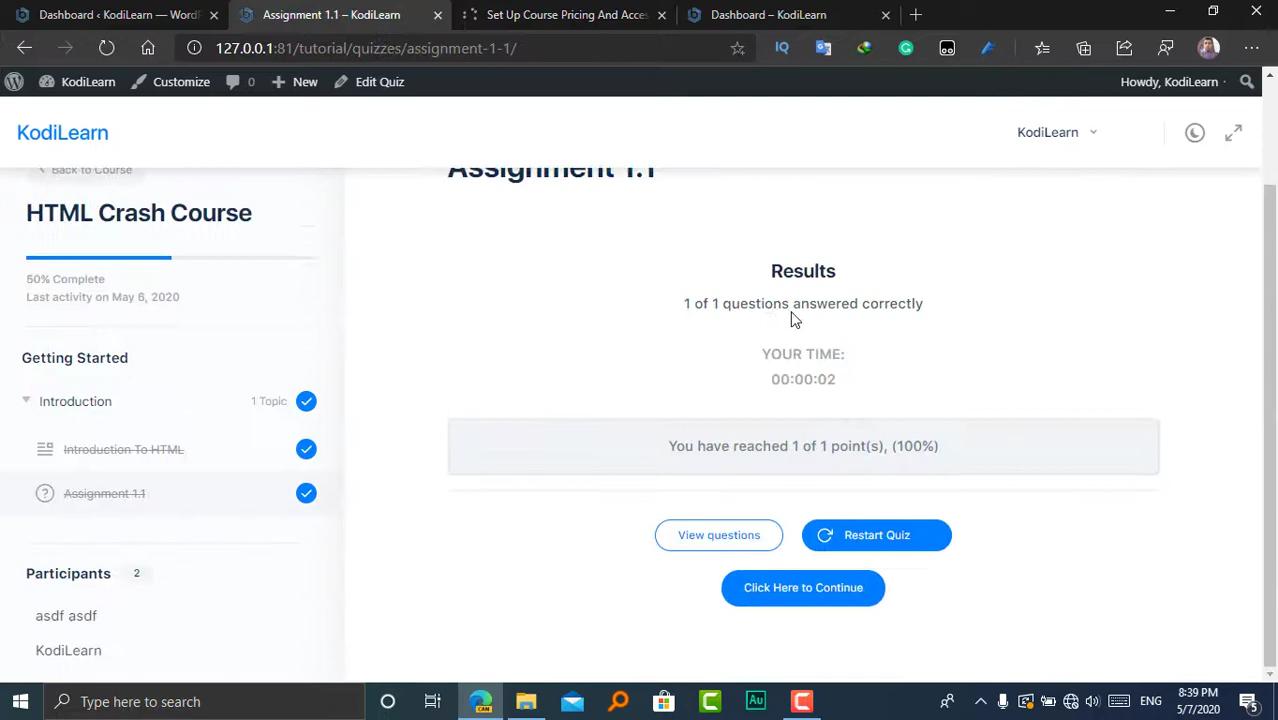 Dashboard ‹ KodiLearn — WordP
Assignment 1.1 – KodiLearn
Set Up Course Pricing And Acces
Dashboard – KodiLearn
127.0.0.1:81/tutorial/quizzes/assignment-1-1/
KodiLearn
Customize
0
New
Edit Quiz
Howdy, KodiLearn
KodiLearn
KodiLearn
Back to Course
HTML Crash Course
50% Complete
Last activity on May 6, 2020
Getting Started
Introduction
1 Topic
Introduction To HTML
Assignment 1.1
Participants
2
asdf asdf
KodiLearn
Assignment 1.1
Results
1 of 1 questions answered correctly
YOUR TIME:
00:00:02
You have reached 1 of 1 point(s), (100%)
View questions
Restart Quiz
Click Here to Continue
Type here to search
CAN
Au
ENG
8:39 PM
5/7/2020
5